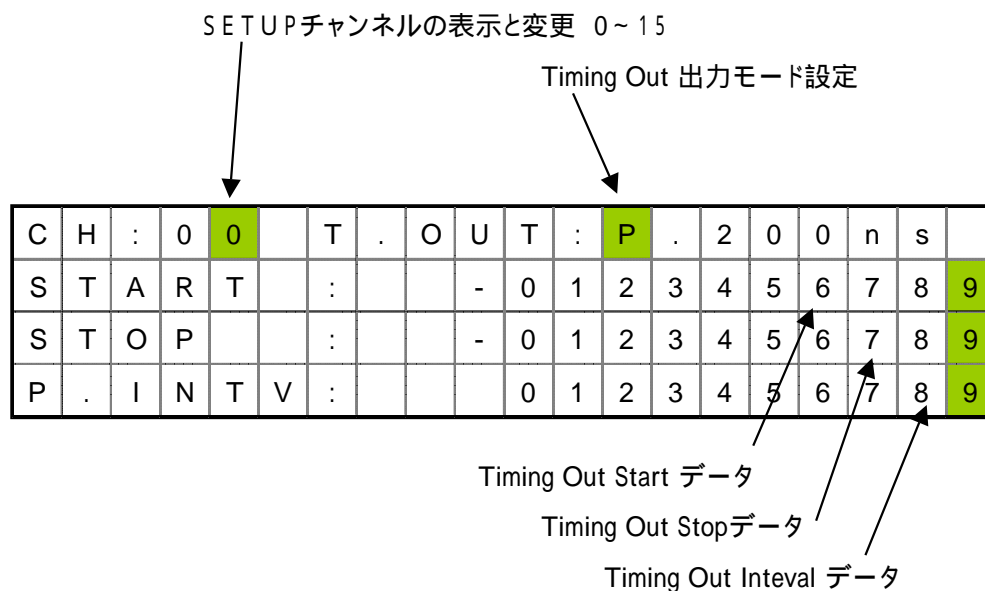 SETUPチャンネルの表示と変更 0~15
Timing Out 出力モード設定
CH:00 T.OUT:P.200ns
START : -0123456789
STOP : -0123456789
P.INTV: 0123456789
Timing Out Start データ
Timing Out Stopデータ
Timing Out Inteval データ